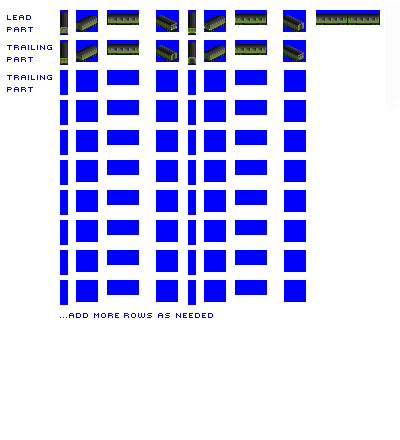 LEAD
PART
TRAILING
PART
TRAILING
PART
...ADD MORE ROWS AS NEEDED